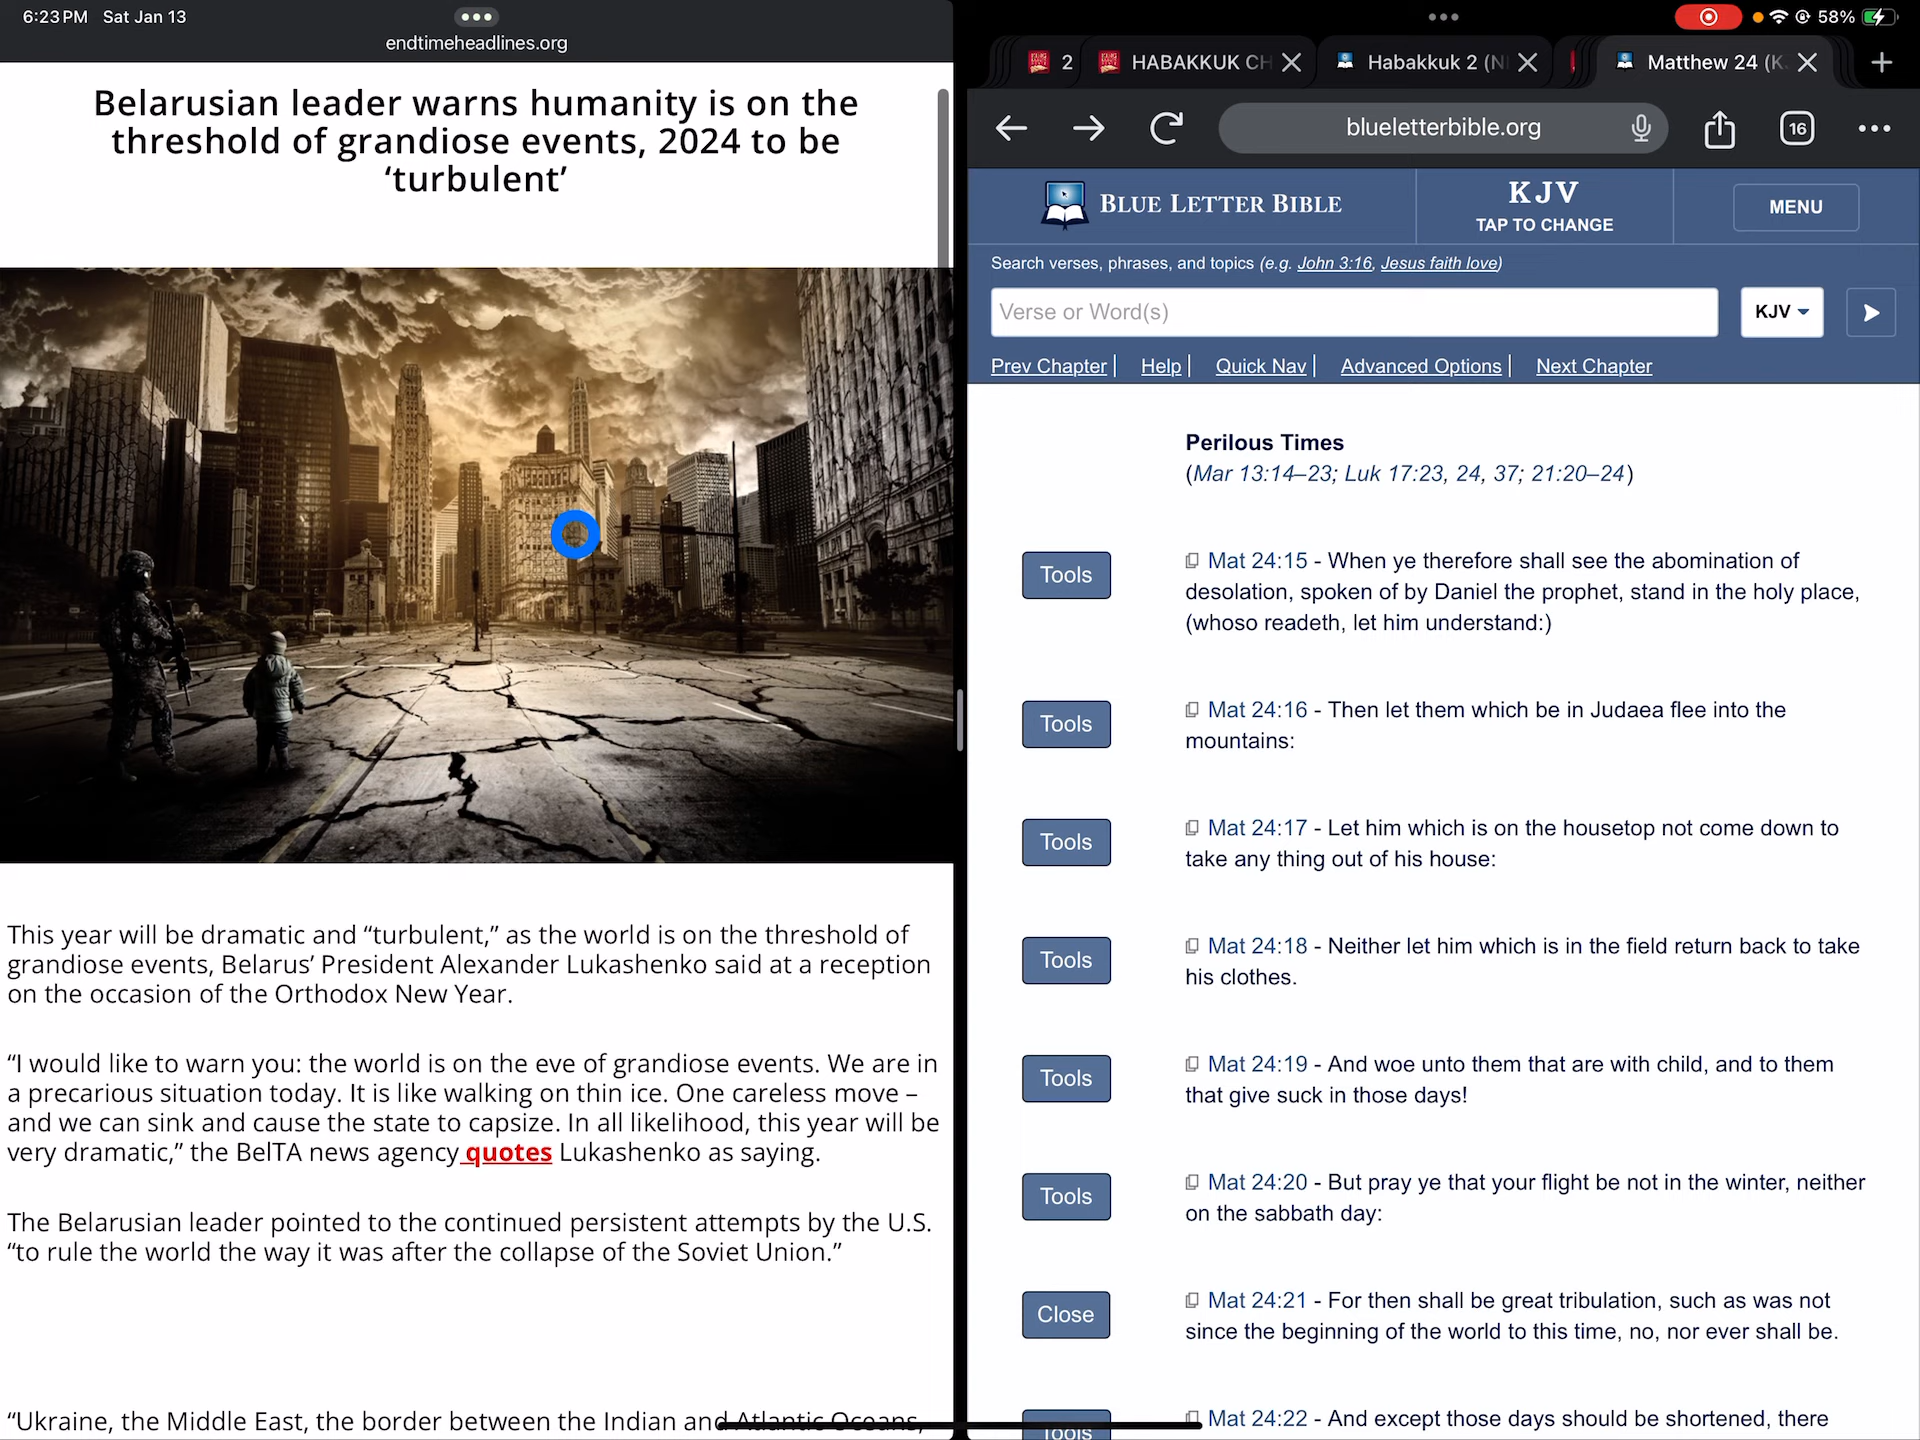 6:23 PM Sat Jan 13
endtimeheadlines.org
Belarusian leader warns humanity is on the
threshold of grandiose events, 2024 to be
‘turbulent’
This year will be dramatic and “turbulent,” as the world is on the threshold of
grandiose events, Belarus’ President Alexander Lukashenko said at a reception
on the occasion of the Orthodox New Year.
“I would like to warn you: the world is on the eve of grandiose events. We are in
a precarious situation today. It is like walking on thin ice. One careless move –
and we can sink and cause the state to capsize. In all likelihood, this year will be
very dramatic,” the BelTA news agency quotes Lukashenko as saying.
The Belarusian leader pointed to the continued persistent attempts by the U.S.
“to rule the world the way it was after the collapse of the Soviet Union.”
“Ukraine, the Middle East, the border between the Indian and Atlantic Oceans,
58%
2
HABAKKUK CH
Habakkuk 2 (N
Matthew 24 (K
blueletterbible.org
16
BLUE LETTER BIBLE
KJV
TAP TO CHANGE
MENU
Search verses, phrases, and topics (e.g. John 3:16, Jesus faith love)
Verse or Word(s)
KJV
Prev Chapter | Help | Quick Nav | Advanced Options | Next Chapter
Perilous Times
(Mar 13:14–23; Luk 17:23, 24, 37; 21:20–24)
Tools
Mat 24:15 - When ye therefore shall see the abomination of
desolation, spoken of by Daniel the prophet, stand in the holy place,
(whoso readeth, let him understand:)
Tools
Mat 24:16 - Then let them which be in Judaea flee into the
mountains:
Tools
Mat 24:17 - Let him which is on the housetop not come down to
take any thing out of his house:
Tools
Mat 24:18 - Neither let him which is in the field return back to take
his clothes.
Tools
Mat 24:19 - And woe unto them that are with child, and to them
that give suck in those days!
Tools
Mat 24:20 - But pray ye that your flight be not in the winter, neither
on the sabbath day:
Close
Mat 24:21 - For then shall be great tribulation, such as was not
since the beginning of the world to this time, no, nor ever shall be.
Tools
Mat 24:22 - And except those days should be shortened, there